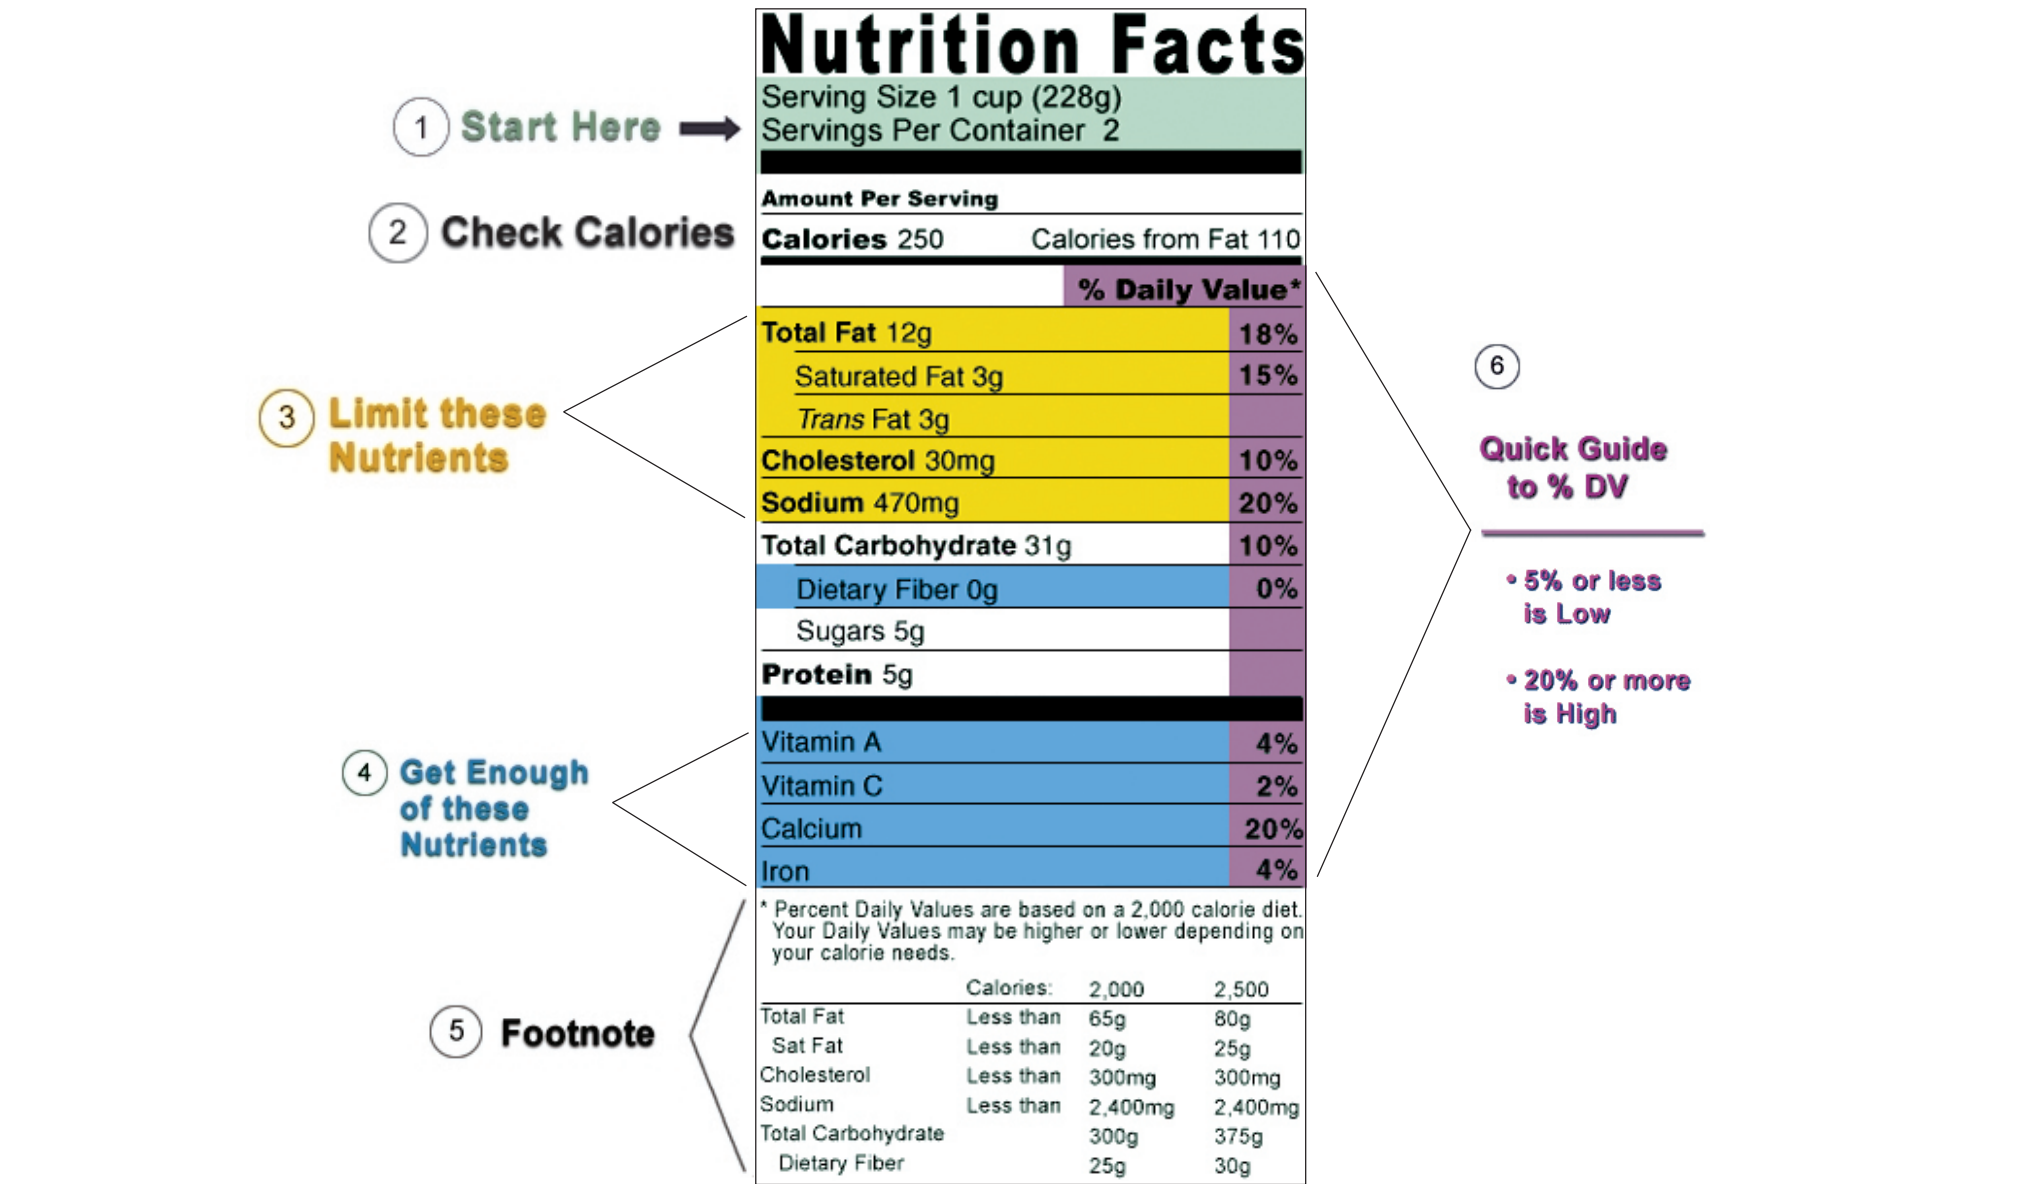 Nutrition Facts
1 Start Here
Serving Size 1 cup (228g)
Servings Per Container 2
Amount Per Serving
2 Check Calories
Calories 250 Calories from Fat 110
% Daily Value*
3 Limit these
Nutrients
Total Fat 12g 18%
Saturated Fat 3g 15%
Trans Fat 3g
Cholesterol 30mg 10%
Sodium 470mg 20%
Total Carbohydrate 31g 10%
Dietary Fiber 0g 0%
Sugars 5g
Protein 5g
4 Get Enough
of these
Nutrients
Vitamin A 4%
Vitamin C 2%
Calcium 20%
Iron 4%
5 Footnote
* Percent Daily Values are based on a 2,000 calorie diet.
Your Daily Values may be higher or lower depending on
your calorie needs.
Calories: 2,000 2,500
Total Fat Less than 65g 80g
Sat Fat Less than 20g 25g
Cholesterol Less than 300mg 300mg
Sodium Less than 2,400mg 2,400mg
Total Carbohydrate 300g 375g
Dietary Fiber 25g 30g
6
Quick Guide
to % DV
• 5% or less
is Low
• 20% or more
is High